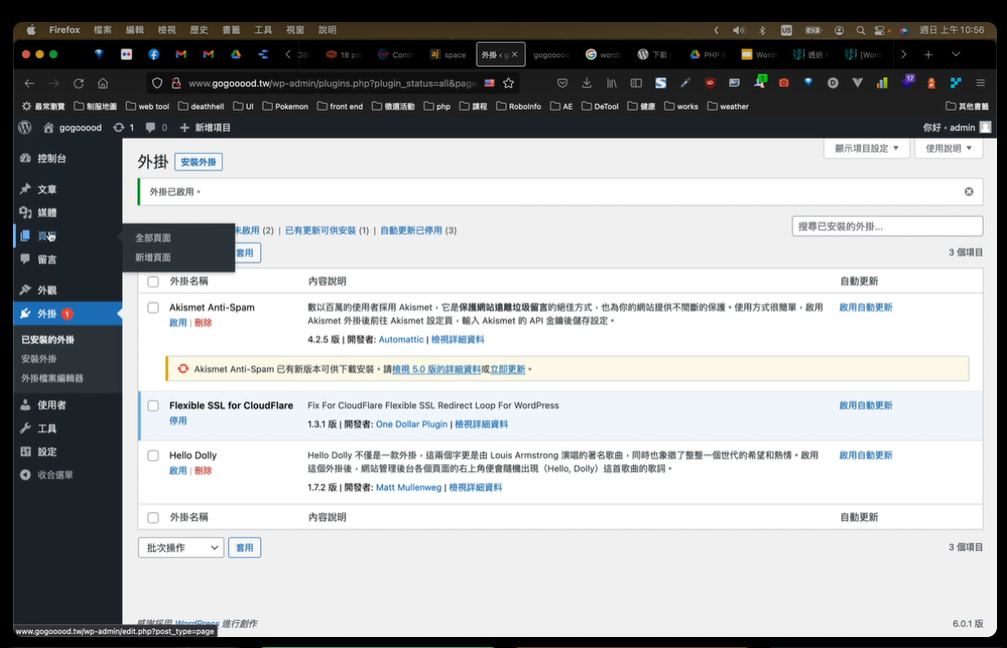 Firefox 檔案 編輯 檢視 歷史 書籤 工具 視窗 說明
週日上午10:56
18 po
Contr
space
外掛 ‹ g
gogooood
word
下載
PHP
Word
透過
[Wor
17
www.gogooood.tw/wp-admin/plugins.php?plugin_status=all&page
最常瀏覽 制服地圖 web tool deathhell UI Pokemon front end 徵選活動 php 課程 RoboInfo AE DeTool 健康 works weather 其他書籤
gogooood 1 0 新增項目
你好，admin
控制台
文章
媒體
留言
外觀
外掛 1
已安裝的外掛
安裝外掛
外掛檔案編輯器
使用者
工具
設定
收合選單
全部頁面
新增頁面
外掛 安裝外掛
顯示項目設定 ▼ 使用說明 ▼
外掛已啟用。
未啟用 (2) | 已有更新可供安裝 (1) | 自動更新已停用 (3)
搜尋已安裝的外掛...
套用
3 個項目
外掛名稱 內容說明 自動更新
Akismet Anti-Spam
啟用 | 刪除
數以百萬的使用者採用 Akismet，它是保護網站遠離垃圾留言的絕佳方式，也為你的網站提供不間斷的保護。使用方式很簡單，啟用
Akismet 外掛後前往 Akismet 設定頁，輸入 Akismet 的 API 金鑰後儲存設定。
4.2.5 版 | 開發者: Automattic | 檢視詳細資料
啟用自動更新
Akismet Anti-Spam 已有新版本可供下載安裝。請檢視 5.0 版的詳細資料或立即更新。
Flexible SSL for CloudFlare
停用
Fix For CloudFlare Flexible SSL Redirect Loop For WordPress
1.3.1 版 | 開發者: One Dollar Plugin | 檢視詳細資料
啟用自動更新
Hello Dolly
啟用 | 刪除
Hello Dolly 不僅是一款外掛，這兩個字更是由 Louis Armstrong 演唱的著名歌曲，同時也象徵了整整一個世代的希望和熱情。啟用
這個外掛後，網站管理後台各個頁面的右上角便會隨機出現〈Hello, Dolly〉這首歌曲的歌詞。
1.7.2 版 | 開發者: Matt Mullenweg | 檢視詳細資料
啟用自動更新
外掛名稱 內容說明 自動更新
批次操作 套用
3 個項目
感謝採用 WordPress 進行創作
6.0.1 版
www.gogooood.tw/wp-admin/edit.php?post_type=page